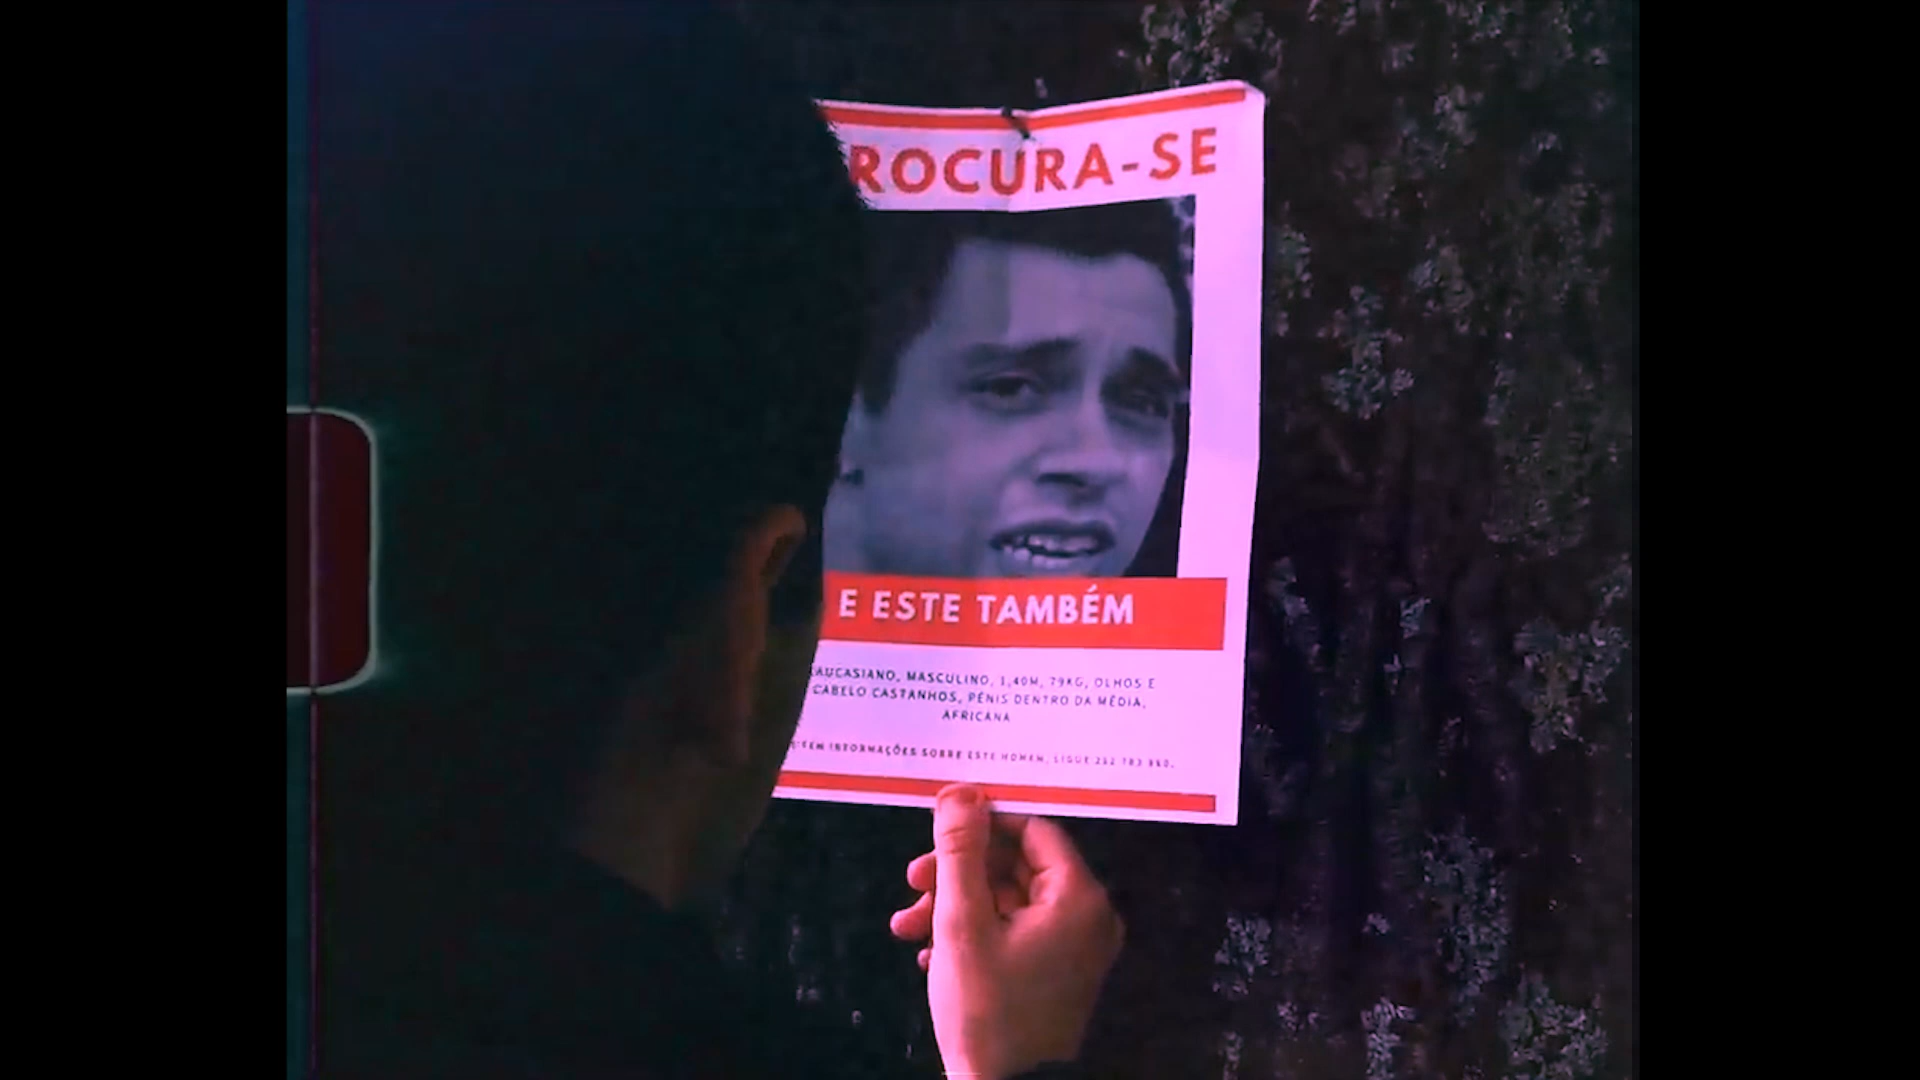 ROCURA-SE
E ESTE TAMBÉM
AUCASIANO, MASCULINO, 1,40M, 79KG, OLHOS E
CABELO CASTANHOS, PÉNIS DENTRO DA MÉDIA,
AFRICANA
TEM INFORMAÇÕES SOBRE ESTE HOMEM, LIGUE